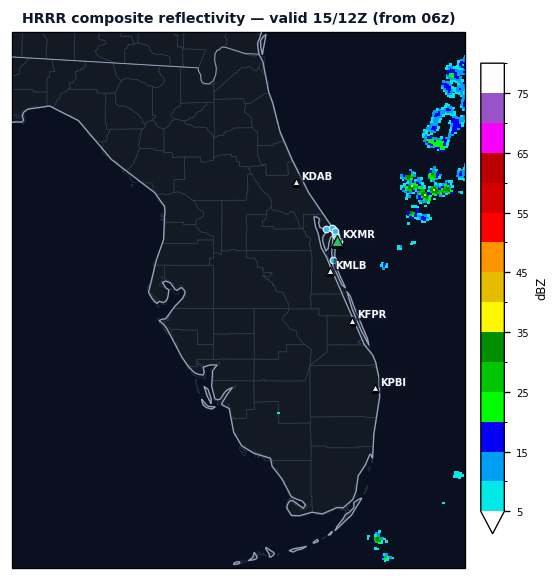 HRRR composite reflectivity — valid 15/12Z (from 06z)
KDAB
KXMR
KMLB
KFPR
KPBI
75
65
55
45
35
25
15
5
dBZ